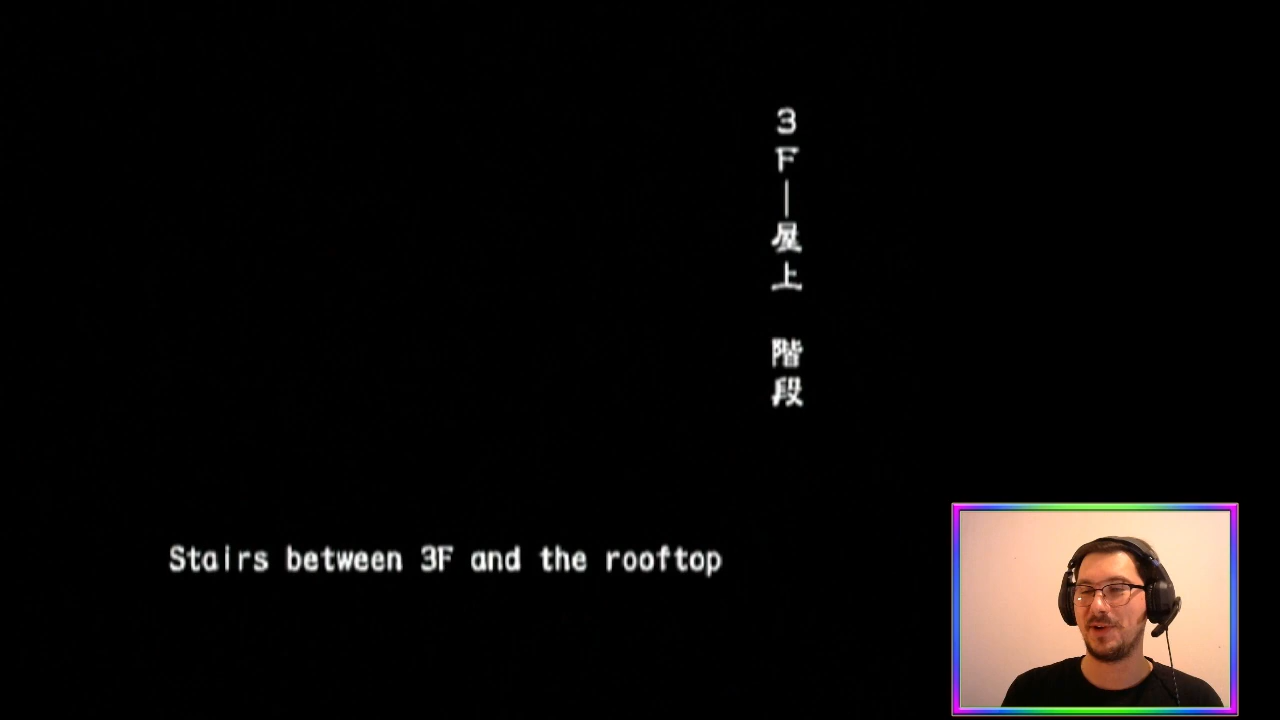 3F―屋上　階段
Stairs between 3F and the rooftop